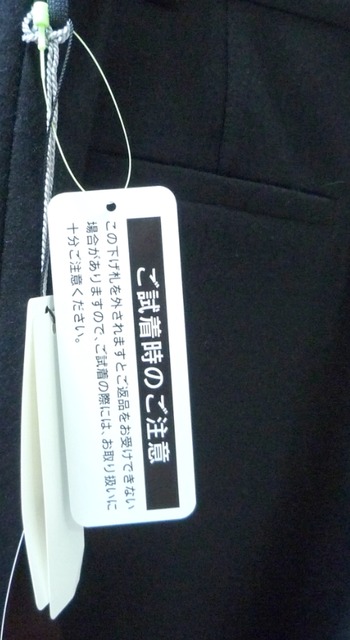 ご試着時のご注意
この下げ札を外されますとご返品をお受けできない
場合がありますので、ご試着の際には、お取り扱いに
十分ご注意ください。